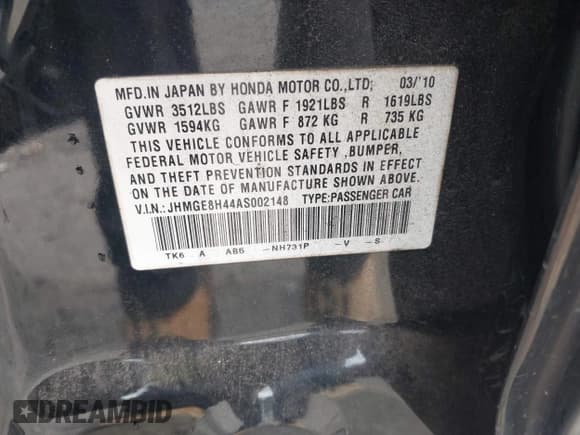 MFD.IN JAPAN BY HONDA MOTOR CO.,LTD; 03/'10
GVWR 3512LBS GAWR F 1921LBS R 1619LBS
GVWR 1594KG GAWR F 872 KG R 735 KG
THIS VEHICLE CONFORMS TO ALL APPLICABLE
FEDERAL MOTOR VEHICLE SAFETY ,BUMPER,
AND THEFT PREVENTION STANDARDS IN EFFECT
ON THE DATE OF MANUFACTURE SHOWN ABOVE.
V.I.N.: JHMGE8H44AS002148 TYPE:PASSENGER CAR
TK6 A AB6 -NH731P -V -S
DREAMBID